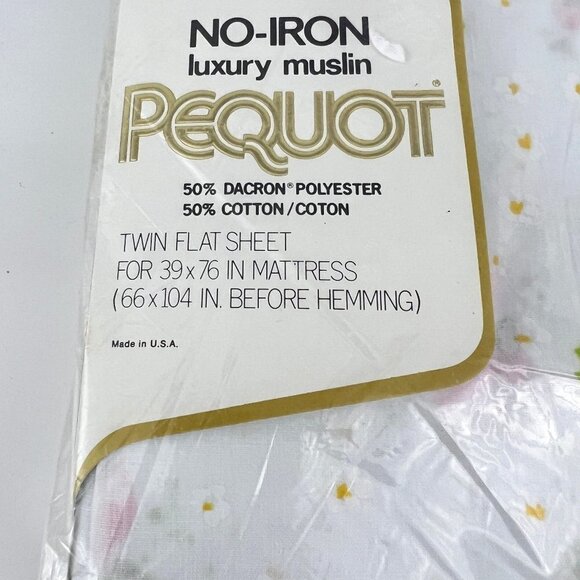 NO-IRON
luxury muslin
PEQUOT®
50% DACRON® POLYESTER
50% COTTON/COTON
TWIN FLAT SHEET
FOR 39 x 76 IN MATTRESS
(66 x 104 IN. BEFORE HEMMING)
Made in U.S.A.